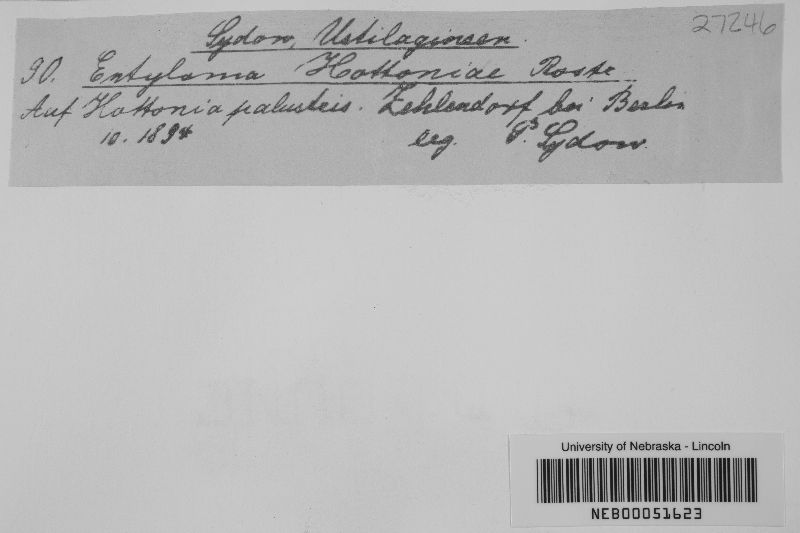 27246
Sydow, Ustilagineen.
90. Entyloma Hottoniae Rostr.
Auf Hottonia palustris. Zehlendorf bei Berlin
10. 1894 leg. P. Sydow.
University of Nebraska - Lincoln
NEB00051623